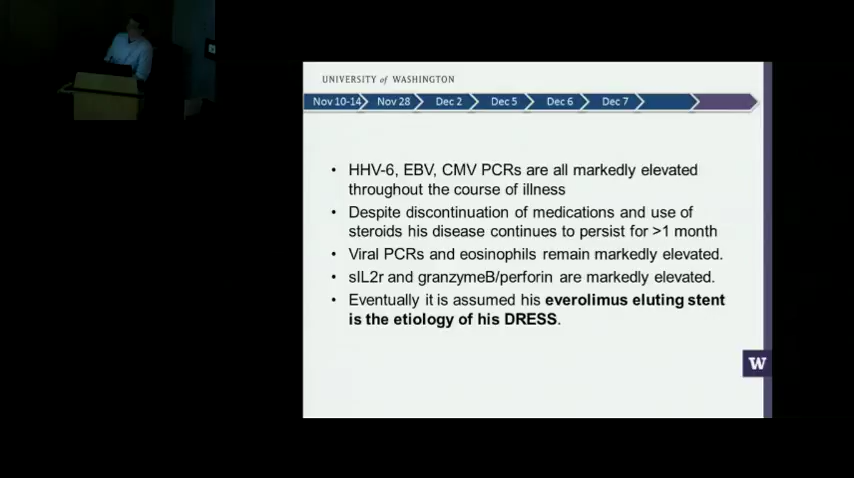 UNIVERSITY of WASHINGTON
Nov 10-14 Nov 28 Dec 2 Dec 5 Dec 6 Dec 7
• HHV-6, EBV, CMV PCRs are all markedly elevated
throughout the course of illness
• Despite discontinuation of medications and use of
steroids his disease continues to persist for >1 month
• Viral PCRs and eosinophils remain markedly elevated.
• sIL2r and granzymeB/perforin are markedly elevated.
• Eventually it is assumed his everolimus eluting stent
is the etiology of his DRESS.
W